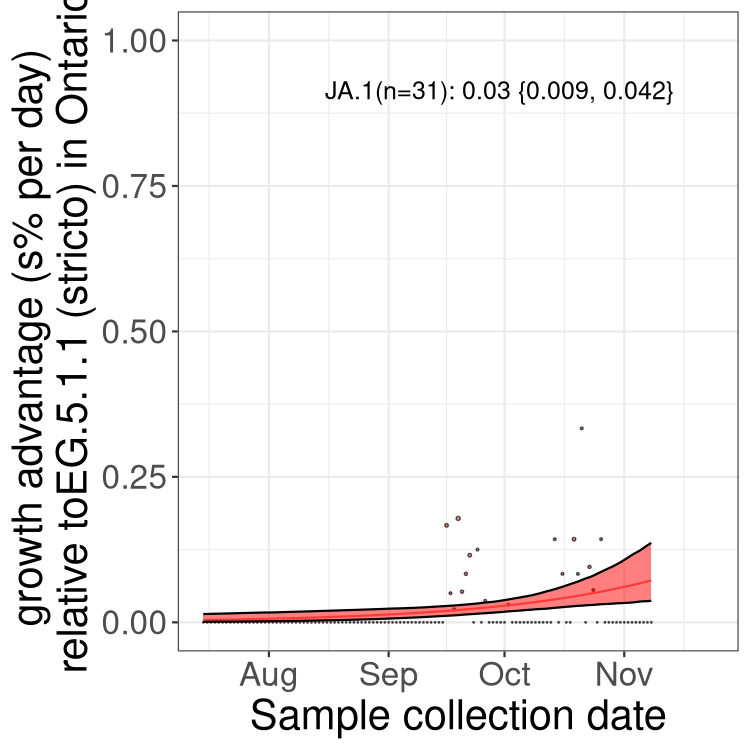 growth advantage (s% per day)
relative toEG.5.1.1 (stricto) in Ontario
1.00
0.75
0.50
0.25
0.00
JA.1(n=31): 0.03 {0.009, 0.042}
Aug Sep Oct Nov
Sample collection date